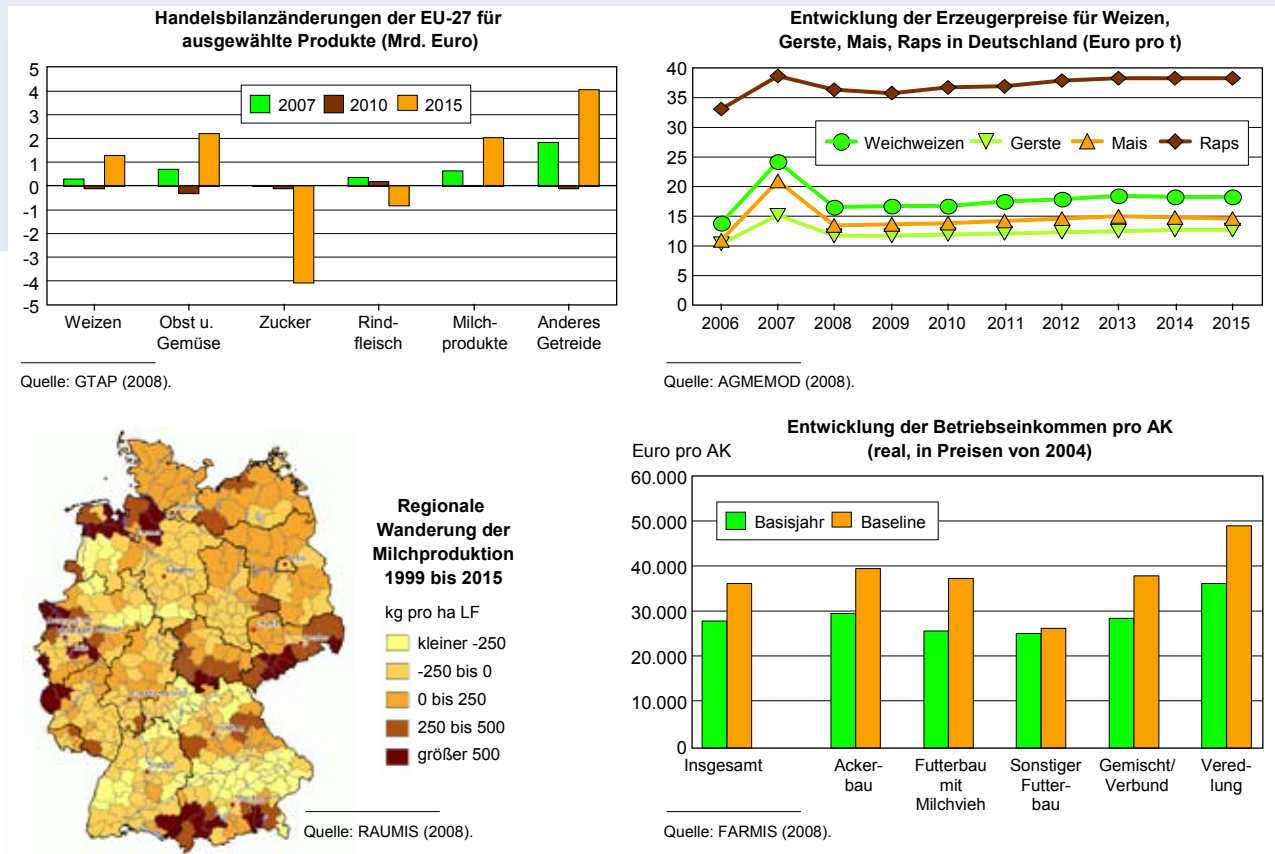 Handelsbilanzänderungen der EU-27 für
ausgewählte Produkte (Mrd. Euro)
5
4
3
2
1
0
-1
-2
-3
-4
-5
2007 2010 2015
Weizen Obst u. Zucker Rind- Milch- Anderes
Gemüse fleisch produkte Getreide
Quelle: GTAP (2008).
Entwicklung der Erzeugerpreise für Weizen,
Gerste, Mais, Raps in Deutschland (Euro pro t)
40
35
30
25
20
15
10
5
0
Weichweizen Gerste Mais Raps
2006 2007 2008 2009 2010 2011 2012 2013 2014 2015
Quelle: AGMEMOD (2008).
Regionale
Wanderung der
Milchproduktion
1999 bis 2015
kg pro ha LF
kleiner -250
-250 bis 0
0 bis 250
250 bis 500
größer 500
Quelle: RAUMIS (2008).
Entwicklung der Betriebseinkommen pro AK
(real, in Preisen von 2004)
Euro pro AK
60.000
50.000
40.000
30.000
20.000
10.000
0
Basisjahr Baseline
Insgesamt Acker- Futterbau Sonstiger Gemischt/ Vered-
bau mit Futter- Verbund lung
Milchvieh bau
Quelle: FARMIS (2008).